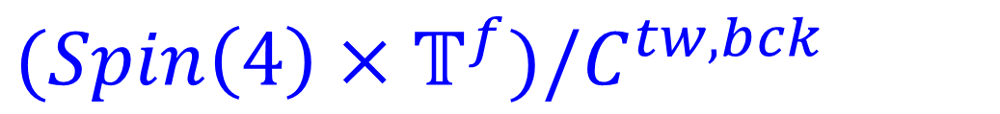 (Spin(4) × 𝕋^f)/C^{tw,bck}